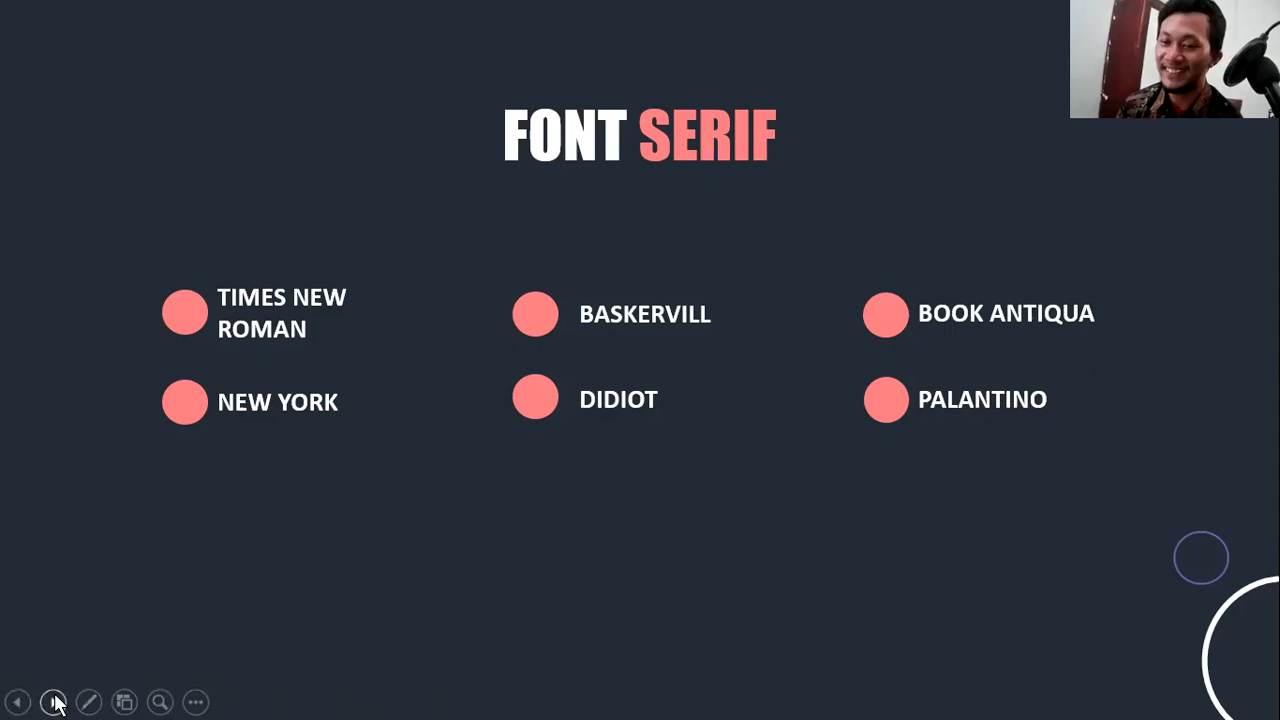 FONT SERIF
TIMES NEW
ROMAN
BASKERVILL
BOOK ANTIQUA
NEW YORK
DIDIOT
PALANTINO